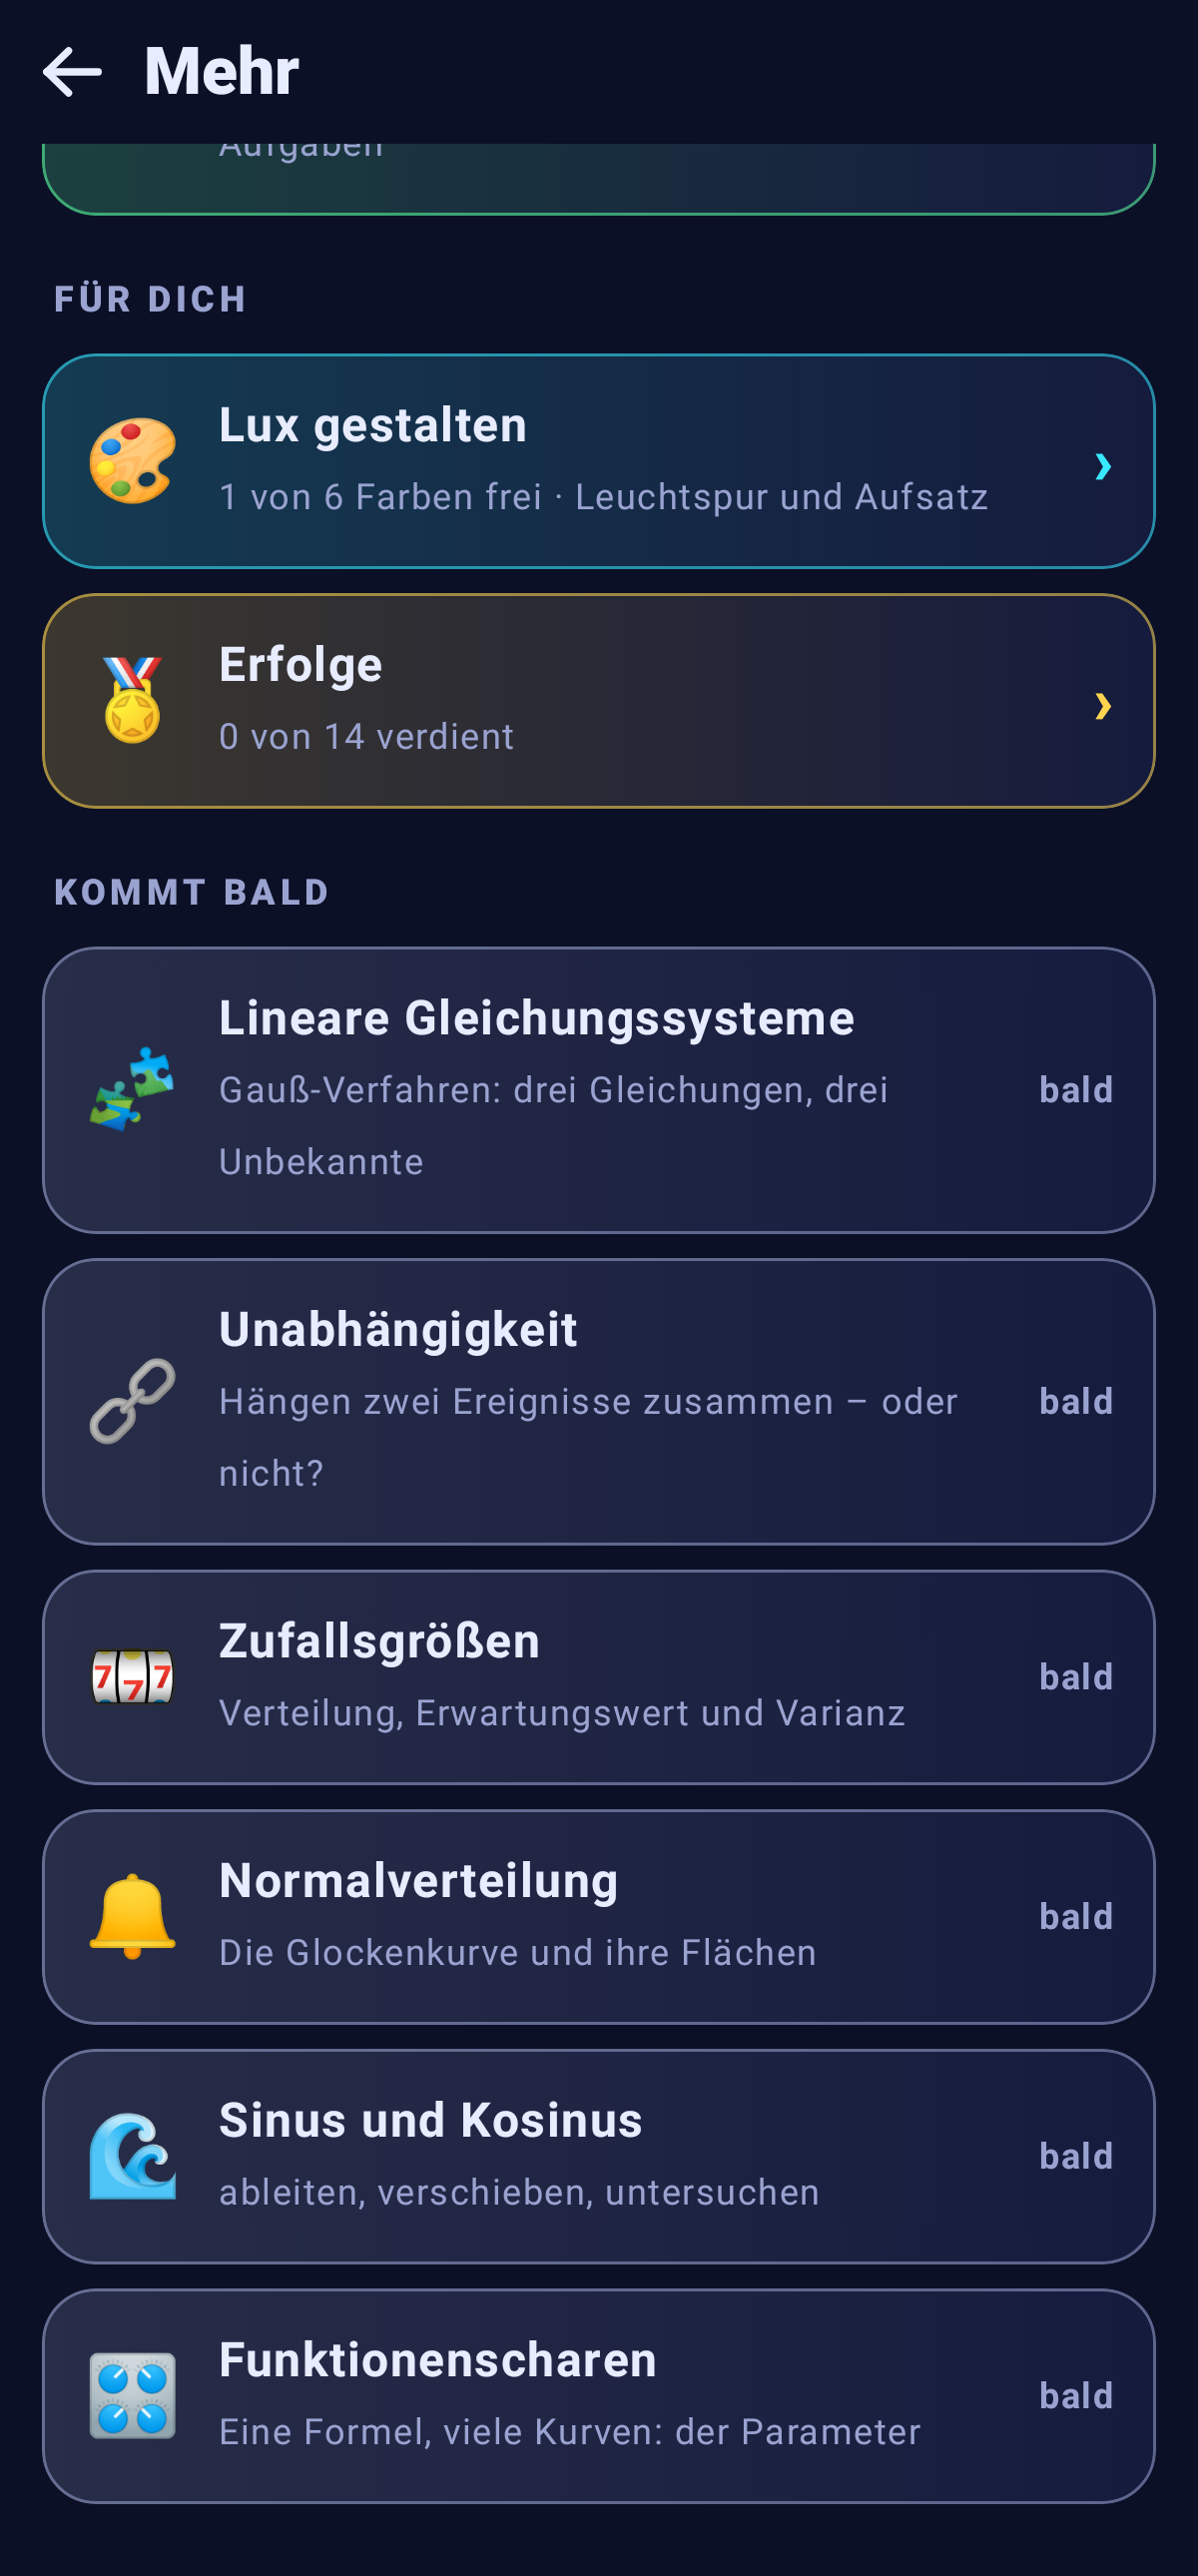 Mehr
Aufgaben
FÜR DICH
Lux gestalten
1 von 6 Farben frei · Leuchtspur und Aufsatz
Erfolge
0 von 14 verdient
KOMMT BALD
Lineare Gleichungssysteme
Gauß-Verfahren: drei Gleichungen, drei
Unbekannte
bald
Unabhängigkeit
Hängen zwei Ereignisse zusammen – oder
nicht?
bald
777
Zufallsgrößen
Verteilung, Erwartungswert und Varianz
bald
Normalverteilung
Die Glockenkurve und ihre Flächen
bald
Sinus und Kosinus
ableiten, verschieben, untersuchen
bald
Funktionenscharen
Eine Formel, viele Kurven: der Parameter
bald